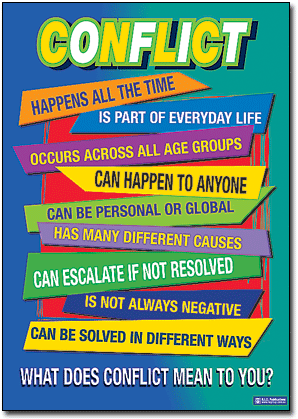 CONFLICT
HAPPENS ALL THE TIME
IS PART OF EVERYDAY LIFE
OCCURS ACROSS ALL AGE GROUPS
CAN HAPPEN TO ANYONE
CAN BE PERSONAL OR GLOBAL
HAS MANY DIFFERENT CAUSES
CAN ESCALATE IF NOT RESOLVED
IS NOT ALWAYS NEGATIVE
CAN BE SOLVED IN DIFFERENT WAYS
WHAT DOES CONFLICT MEAN TO YOU?